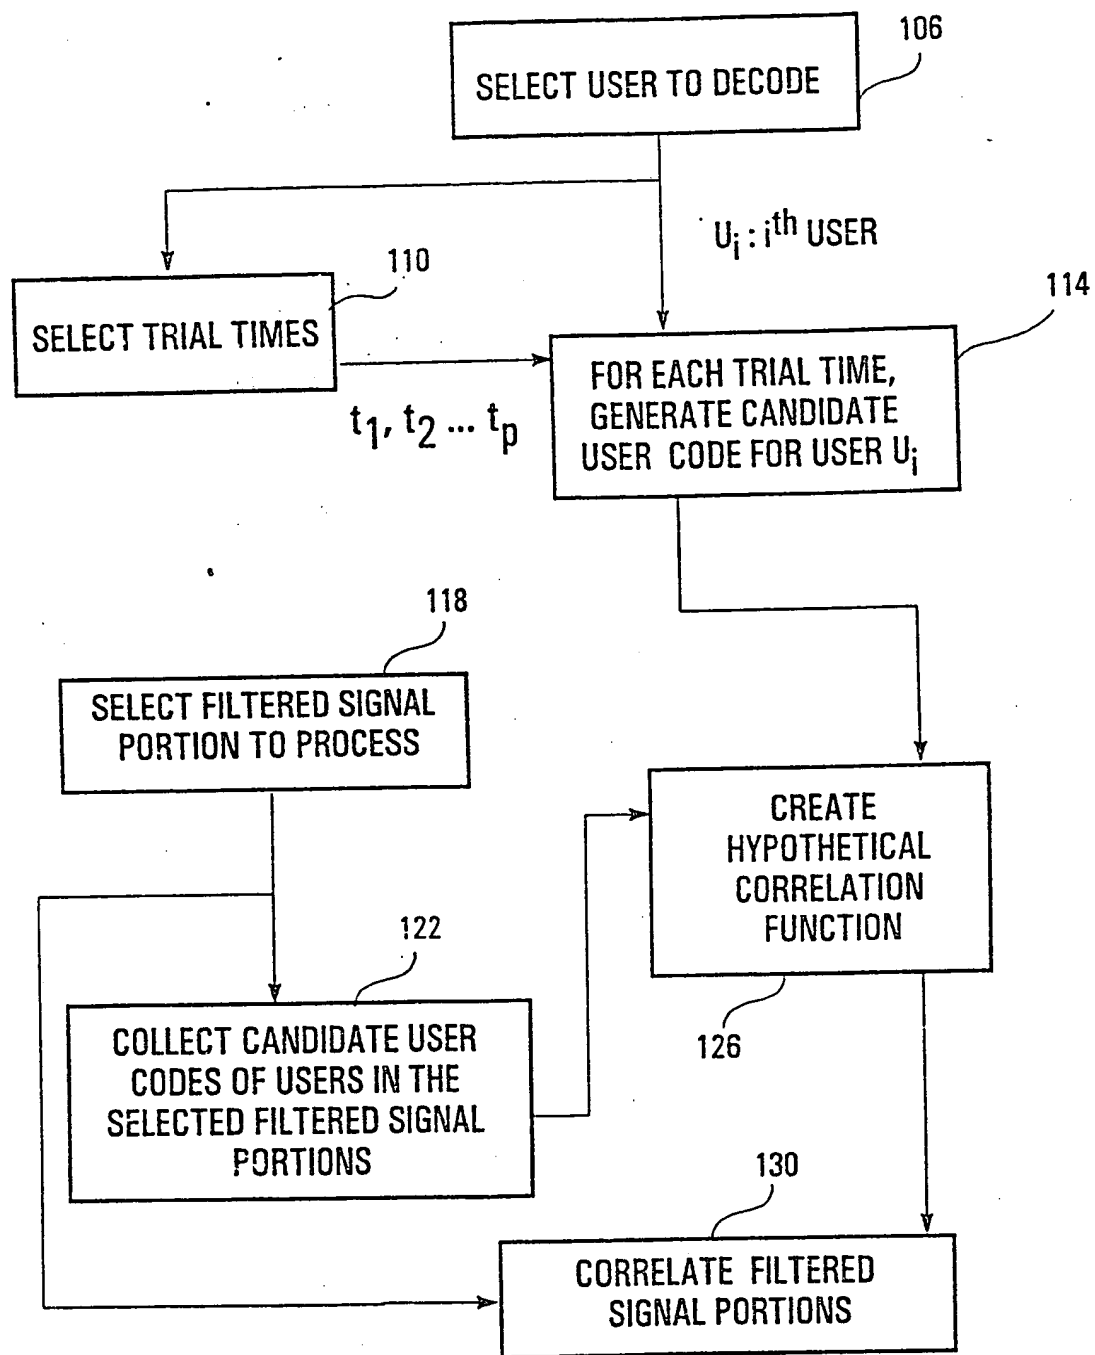 106
SELECT USER TO DECODE
Ui : ith USER
110
SELECT TRIAL TIMES
t1, t2 ... tp
114
FOR EACH TRIAL TIME,
GENERATE CANDIDATE
USER CODE FOR USER Ui
118
SELECT FILTERED SIGNAL
PORTION TO PROCESS
122
COLLECT CANDIDATE USER
CODES OF USERS IN THE
SELECTED FILTERED SIGNAL
PORTIONS
CREATE
HYPOTHETICAL
CORRELATION
FUNCTION
126
130
CORRELATE FILTERED
SIGNAL PORTIONS